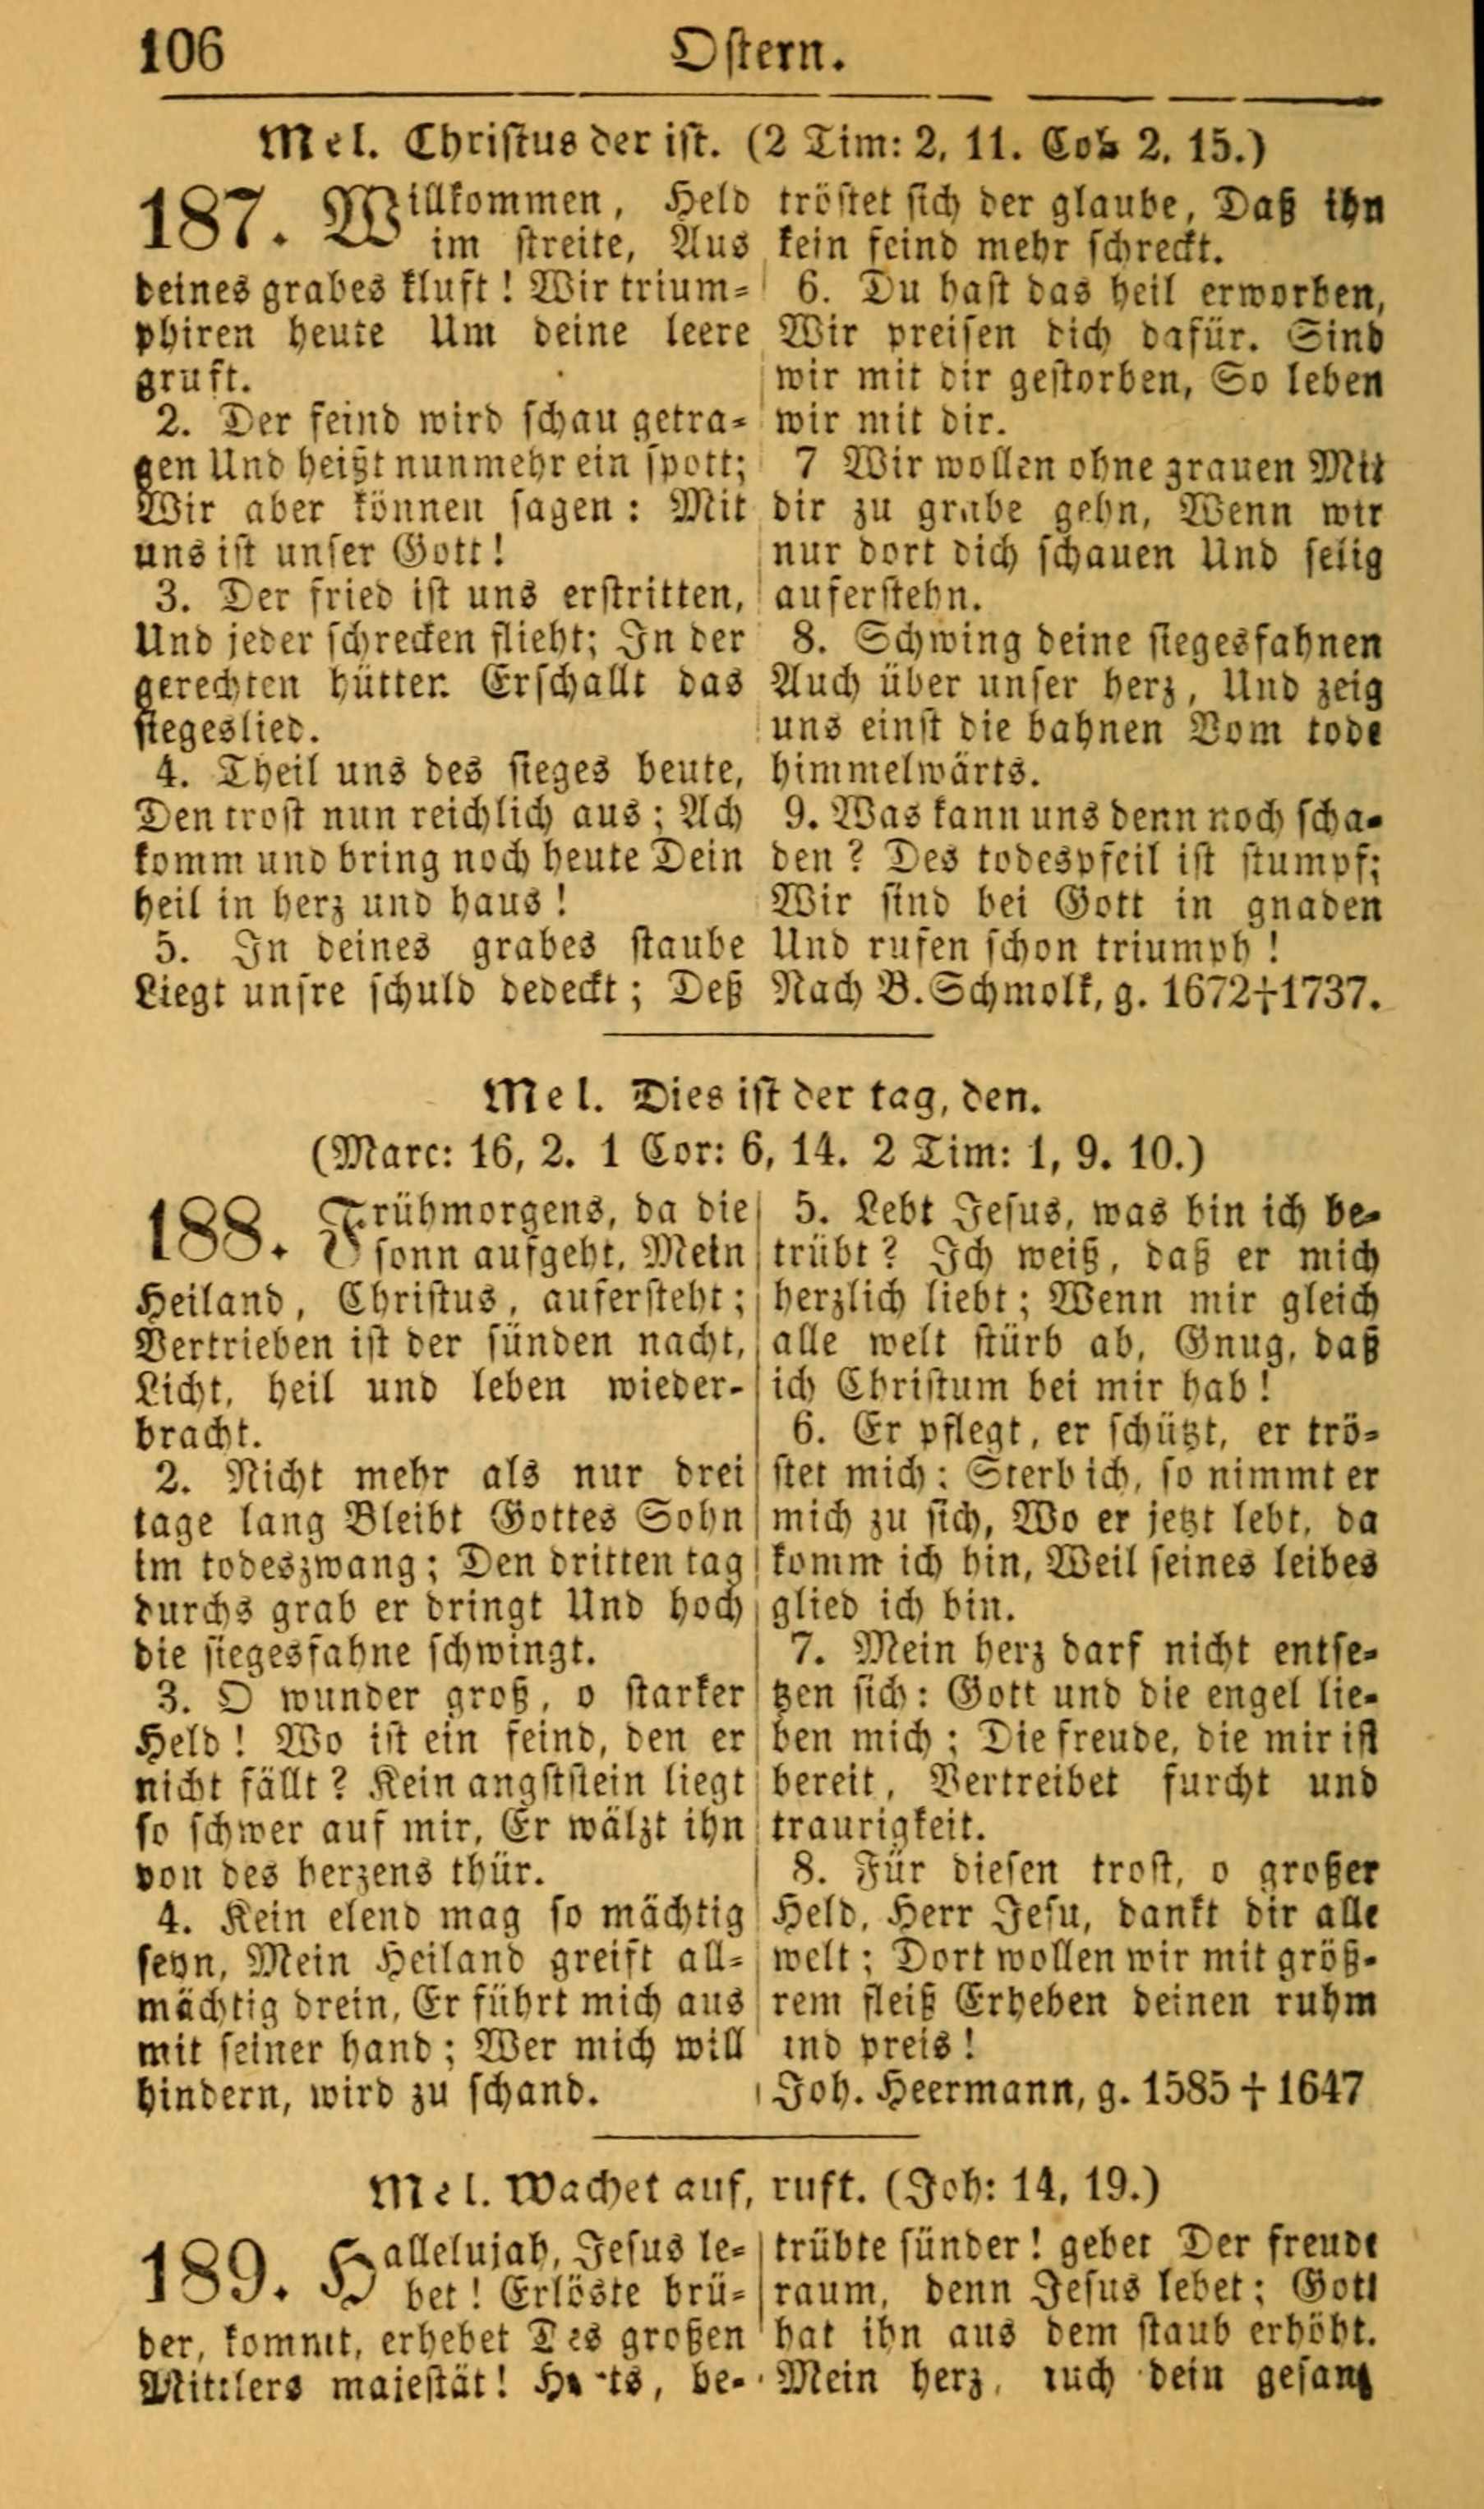 106
Ostern.
Mel. Christus der ist. (2 Tim: 2, 11. Col 2, 15.)
187. Willkommen, Held
im streite, Aus
deines grabes kluft! Wir trium-
phiren heute Um deine leere
gruft.
2. Der feind wird schau getra-
gen Und heißt nunmehr ein spott;
Wir aber können sagen: Mit
uns ist unser Gott!
3. Der fried ist uns erstritten,
Und jeder schrecken flieht; In der
gerechten hütten Erschallt das
siegeslied.
4. Theil uns des sieges beute,
Den trost nun reichlich aus; Ach
komm und bring noch heute Dein
heil in herz und haus!
5. In deines grabes staube
Liegt unsre schuld bedeckt; Deß
tröstet sich der glaube, Daß ihn
kein feind mehr schreckt.
6. Du hast das heil erworben,
Wir preisen dich dafür. Sind
wir mit dir gestorben, So leben
wir mit dir.
7 Wir wollen ohne grauen Mit
dir zu grabe gehn, Wenn wir
nur dort dich schauen Und selig
auferstehn.
8. Schwing deine siegesfahnen
Auch über unser herz, Und zeig
uns einst die bahnen Vom tode
himmelwärts.
9. Was kann uns denn noch scha-
den? Des todespfeil ist stumpf;
Wir sind bei Gott in gnaden
Und rufen schon triumph!
Nach B. Schmolk, g. 1672†1737.
Mel. Dies ist der tag, den.
(Marc: 16, 2. 1 Cor: 6, 14. 2 Tim: 1, 9. 10.)
188. Frühmorgens, da die
sonn aufgeht, Mein
Heiland, Christus, aufersteht;
Vertrieben ist der sünden nacht,
Licht, heil und leben wieder-
bracht.
2. Nicht mehr als nur drei
tage lang Bleibt Gottes Sohn
im todeszwang; Den dritten tag
durchs grab er dringt Und hoch
die siegesfahne schwingt.
3. O wunder groß, o starker
Held! Wo ist ein feind, den er
nicht fällt? Kein angststein liegt
so schwer auf mir, Er wälzt ihn
von des herzens thür.
4. Kein elend mag so mächtig
seyn, Mein Heiland greift all-
mächtig drein, Er führt mich aus
mit seiner hand; Wer mich will
hindern, wird zu schand.
5. Lebt Jesus, was bin ich be-
trübt? Ich weiß, daß er mich
herzlich liebt; Wenn mir gleich
alle welt stürb ab, Gnug, daß
ich Christum bei mir hab!
6. Er pflegt, er schützt, er trö-
stet mich; Sterb ich, so nimmt er
mich zu sich, Wo er jetzt lebt, da
komm ich hin, Weil seines leibes
glied ich bin.
7. Mein herz darf nicht entse-
tzen sich: Gott und die engel lie-
ben mich; Die freude, die mir ist
bereit, Vertreibet furcht und
traurigkeit.
8. Für diesen trost, o großer
Held, Herr Jesu, dankt dir alle
welt; Dort wollen wir mit größ-
rem fleiß Erheben deinen ruhm
und preis!
Joh. Heermann, g. 1585 † 1647
Mel. Wachet auf, ruft. (Joh: 14, 19.)
189. Hallelujah, Jesus le-
bet! Erlöste brü-
der, kommt, erhebet Des großen
Mittlers majestät! be-
trübte sünder! gebet Der freude
raum, denn Jesus lebet; Gott
hat ihn aus dem staub erhöht.
Mein herz, auch dein gesang